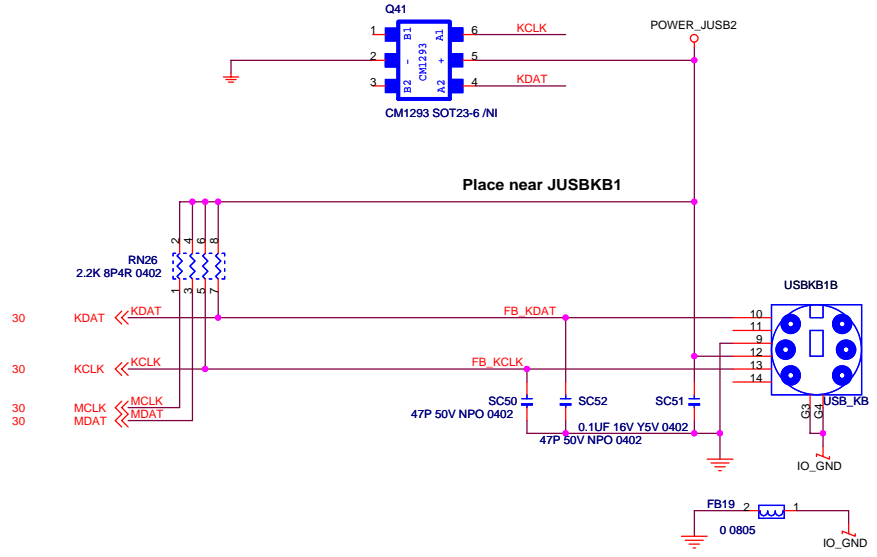 Q41
1 B1 A1 6 KCLK
2 - CM1293 + 5
3 B2 A2 4 KDAT
CM1293 SOT23-6 /NI
POWER_JUSB2
Place near JUSBKB1
2 4 6 8
RN26
2.2K 8P4R 0402
1 3 5 7
USBKB1B
30 KDAT KDAT FB_KDAT 10
11
9
12
30 KCLK KCLK FB_KCLK 13
14
30 MCLK MCLK
30 MDAT MDAT
SC50
47P 50V NPO 0402
SC52
47P 50V NPO 0402
SC51
0.1UF 16V Y5V 0402
G3 G4 USB_KB
IO_GND
FB19 2 1
0 0805
IO_GND